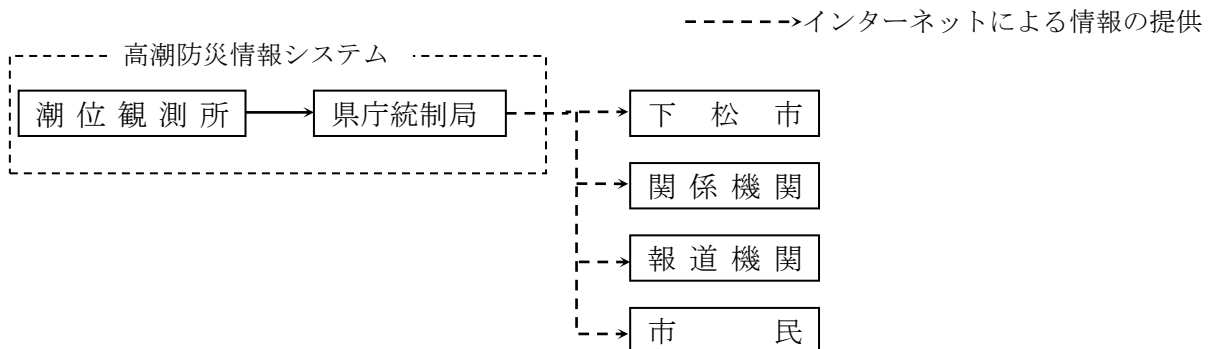 インターネットによる情報の提供
高潮防災情報システム
潮位観測所
県庁統制局
下松市
関係機関
報道機関
市民